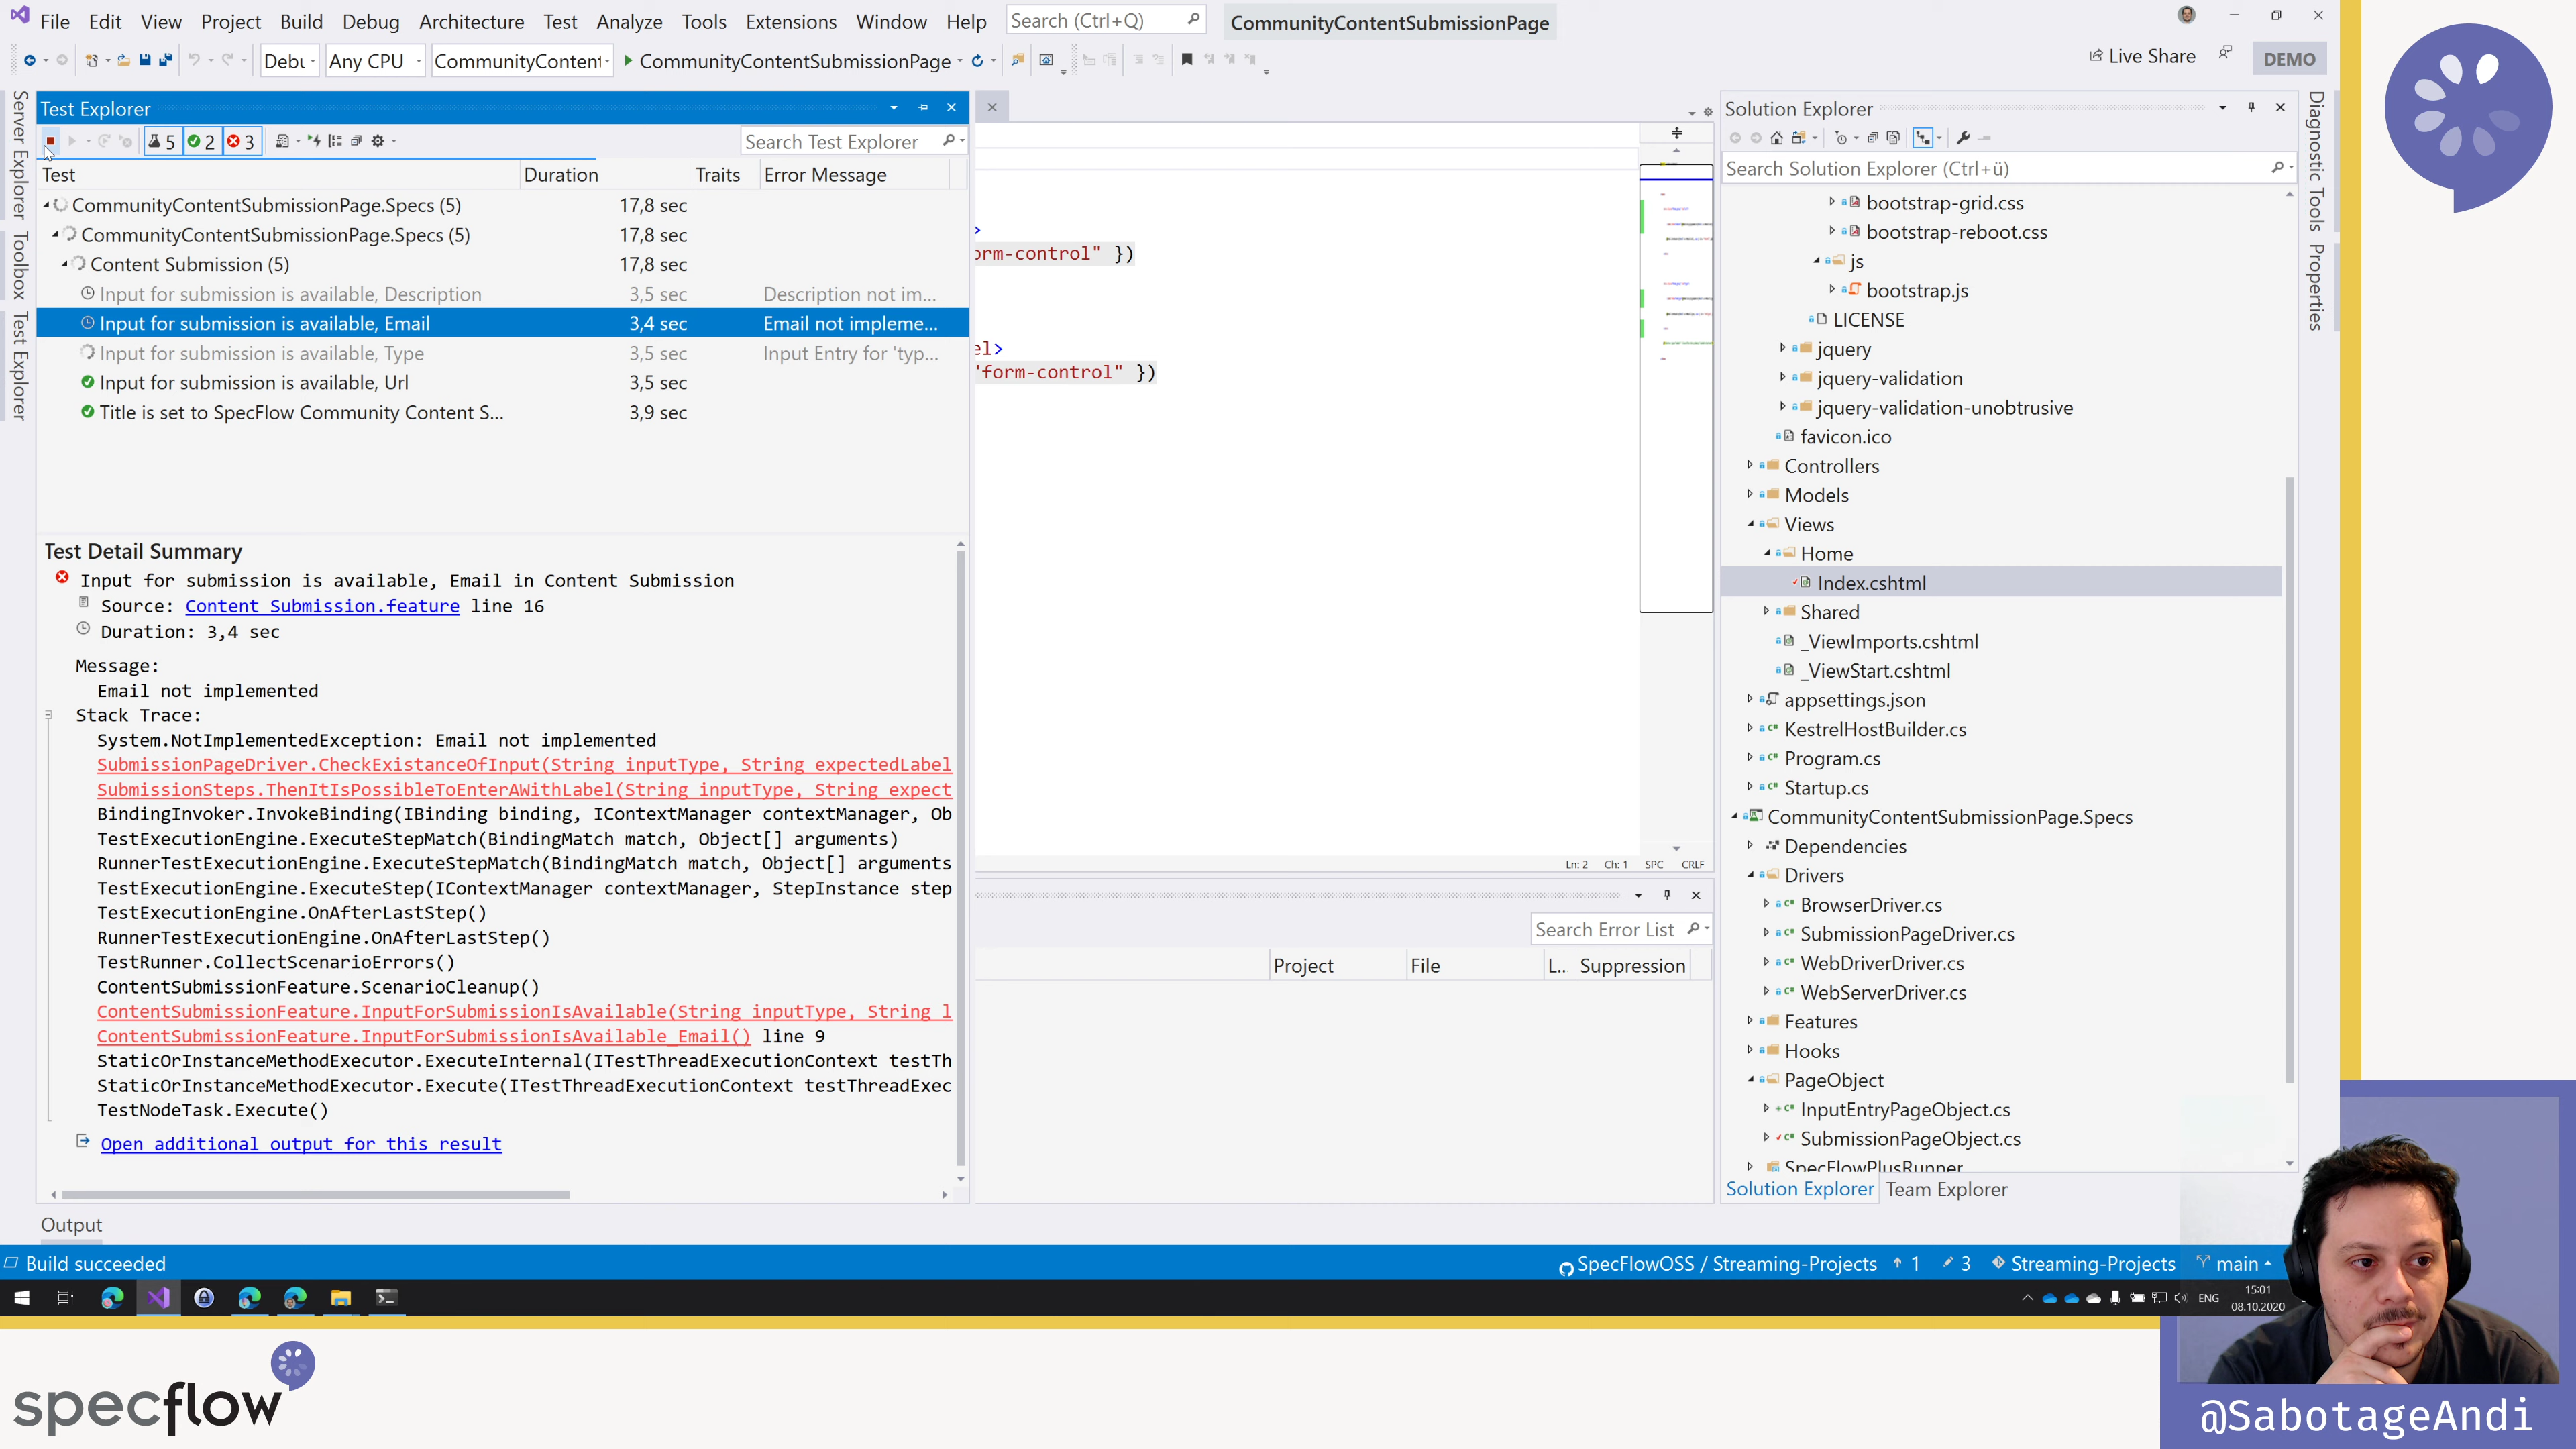 File Edit View Project Build Debug Architecture Test Analyze Tools Extensions Window Help Search (Ctrl+Q) CommunityContentSubmissionPage
Debu Any CPU CommunityContent CommunityContentSubmissionPage Live Share DEMO
Server Explorer
Toolbox
Test Explorer
Test Explorer
5 2 3 Search Test Explorer
Test Duration Traits Error Message
CommunityContentSubmissionPage.Specs (5) 17,8 sec
CommunityContentSubmissionPage.Specs (5) 17,8 sec
Content Submission (5) 17,8 sec
Input for submission is available, Description 3,5 sec Description not im...
Input for submission is available, Email 3,4 sec Email not impleme...
Input for submission is available, Type 3,5 sec Input Entry for 'typ...
Input for submission is available, Url 3,5 sec
Title is set to SpecFlow Community Content S... 3,9 sec
Test Detail Summary
Input for submission is available, Email in Content Submission
Source: Content Submission.feature line 16
Duration: 3,4 sec
Message:
Email not implemented
Stack Trace:
System.NotImplementedException: Email not implemented
SubmissionPageDriver.CheckExistanceOfInput(String inputType, String expectedLabel
SubmissionSteps.ThenItIsPossibleToEnterAWithLabel(String inputType, String expect
BindingInvoker.InvokeBinding(IBinding binding, IContextManager contextManager, Ob
TestExecutionEngine.ExecuteStepMatch(BindingMatch match, Object[] arguments)
RunnerTestExecutionEngine.ExecuteStepMatch(BindingMatch match, Object[] arguments
TestExecutionEngine.ExecuteStep(IContextManager contextManager, StepInstance step
TestExecutionEngine.OnAfterLastStep()
RunnerTestExecutionEngine.OnAfterLastStep()
TestRunner.CollectScenarioErrors()
ContentSubmissionFeature.ScenarioCleanup()
ContentSubmissionFeature.InputForSubmissionIsAvailable(String inputType, String l
ContentSubmissionFeature.InputForSubmissionIsAvailable_Email() line 9
StaticOrInstanceMethodExecutor.ExecuteInternal(ITestThreadExecutionContext testTh
StaticOrInstanceMethodExecutor.Execute(ITestThreadExecutionContext testThreadExec
TestNodeTask.Execute()
Open additional output for this result
>
orm-control" })
el>
"form-control" })
Ln: 2 Ch: 1 SPC CRLF
Search Error List
Project File L.. Suppression
Solution Explorer
Search Solution Explorer (Ctrl+ü)
bootstrap-grid.css
bootstrap-reboot.css
js
bootstrap.js
LICENSE
jquery
jquery-validation
jquery-validation-unobtrusive
favicon.ico
Controllers
Models
Views
Home
Index.cshtml
Shared
_ViewImports.cshtml
_ViewStart.cshtml
appsettings.json
KestrelHostBuilder.cs
Program.cs
Startup.cs
CommunityContentSubmissionPage.Specs
Dependencies
Drivers
BrowserDriver.cs
SubmissionPageDriver.cs
WebDriverDriver.cs
WebServerDriver.cs
Features
Hooks
PageObject
InputEntryPageObject.cs
SubmissionPageObject.cs
SpecFlowPlusRunner
Solution Explorer Team Explorer
Diagnostic Tools
Properties
Output
Build succeeded SpecFlowOSS / Streaming-Projects 1 3 Streaming-Projects main
ENG 15:01
08.10.2020
specflow
@SabotageAndi